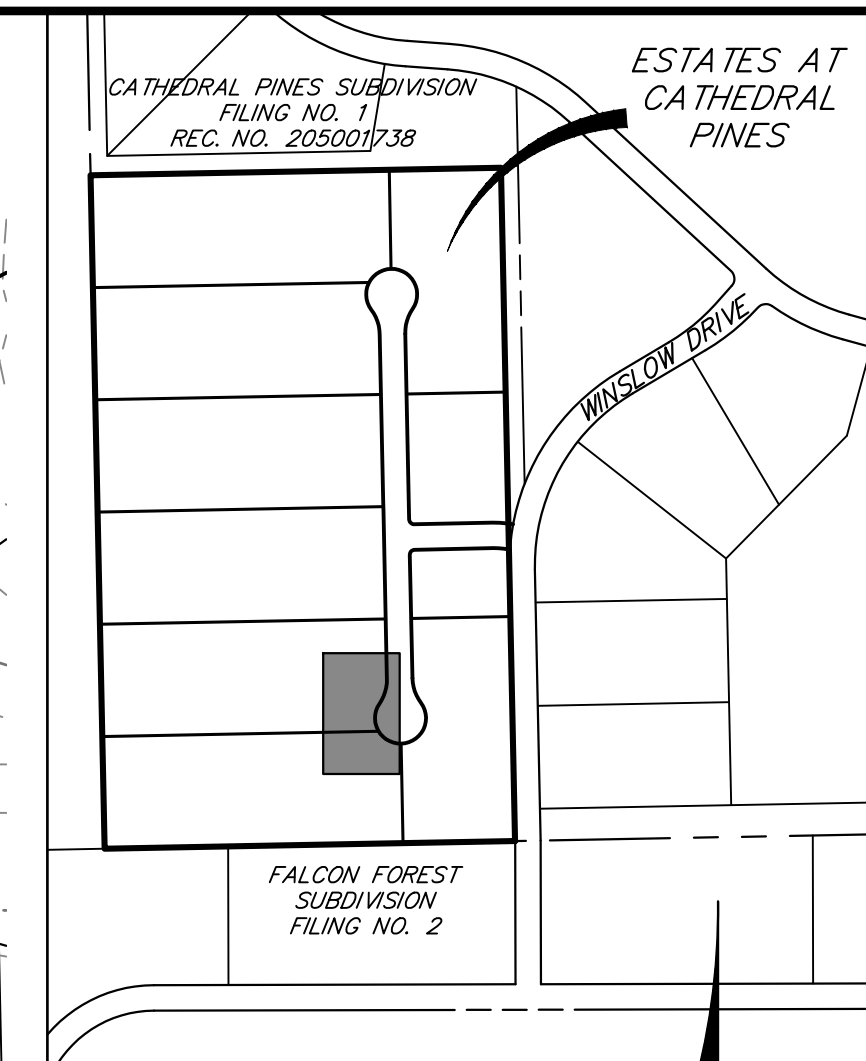 ESTATES AT
CATHEDRAL
PINES
CATHEDRAL PINES SUBDIVISION
FILING NO. 1
REC. NO. 205001738
WINSLOW DRIVE
FALCON FOREST
SUBDIVISION
FILING NO. 2